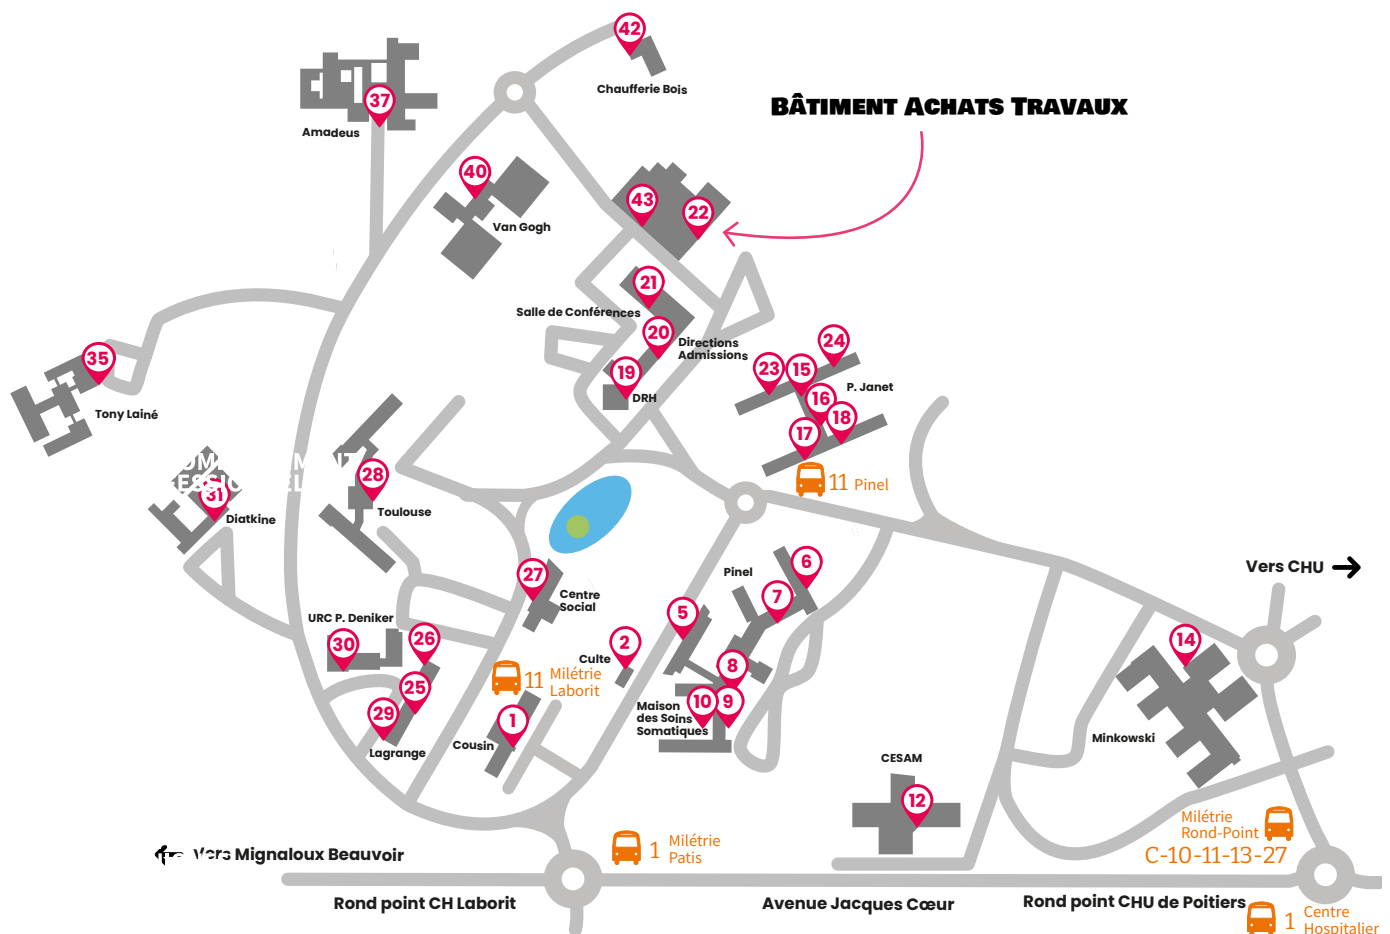 42
Chaufferie Bois
BÂTIMENT ACHATS TRAVAUX
37
Amadeus
40
Van Gogh
43
22
21
Salle de Conférences
20
Directions
Admissions
19
DRH
24
23
15
P. Janet
16
18
17
11 Pinel
35
Tony Lainé
28
Toulouse
31
Diatkine
Vers CHU
27
Centre
Social
Pinel
6
7
5
URC P. Deniker
30
26
2
Culte
8
14
11 Milétrie
Laborit
25
10
9
Maison
des Soins
Somatiques
29
1
Cousin
Lagrange
Minkowski
CESAM
12
Milétrie
Rond-Point
C-10-11-13-27
1 Milétrie
Patis
Vers Mignaloux Beauvoir
Rond point CH Laborit
Avenue Jacques Cœur
Rond point CHU de Poitiers
1 Centre
Hospitalier